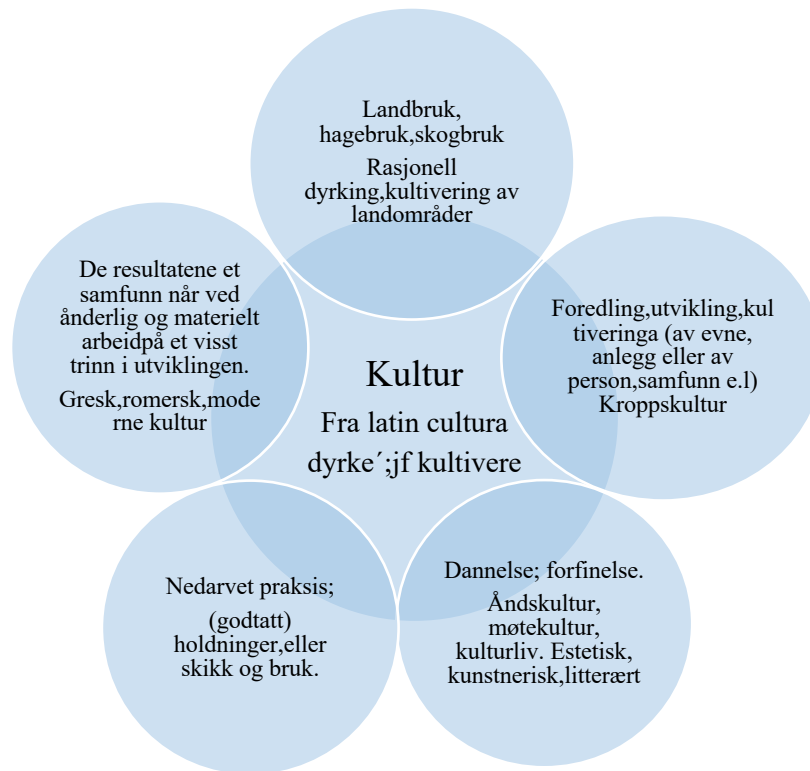 Landbruk,
hagebruk,skogbruk
Rasjonell
dyrking,kultivering av
landområder
De resultatene et
samfunn når ved
ånderlig og materielt
arbeidpå et visst
trinn i utviklingen.
Gresk,romersk,mode
rne kultur
Foredling,utvikling,kul
tiveringa (av evne,
anlegg eller av
person,samfunn e.l)
Kroppskultur
Kultur
Fra latin cultura
dyrke´;jf kultivere
Nedarvet praksis;
(godtatt)
holdninger,eller
skikk og bruk.
Dannelse; forfinelse.
Åndskultur,
møtekultur,
kulturliv. Estetisk,
kunstnerisk,litterært